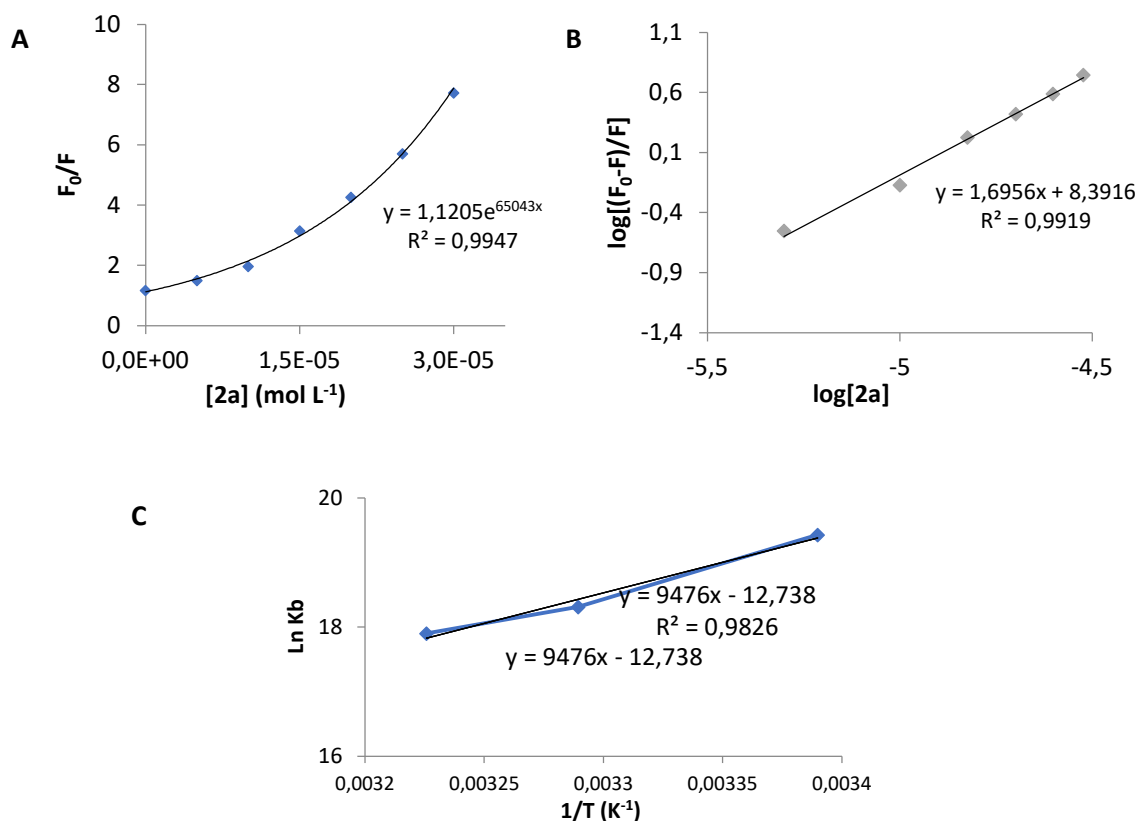 A
F₀/F
10
8
6
4
2
0
0,0E+00 1,5E-05 3,0E-05
[2a] (mol L⁻¹)
y = 1,1205e⁶⁵⁰⁴³ˣ
R² = 0,9947
B
log[(F₀-F)/F]
1,1
0,6
0,1
-0,4
-0,9
-1,4
-5,5 -5 -4,5
log[2a]
y = 1,6956x + 8,3916
R² = 0,9919
C
Ln Kb
20
18
16
0,0032 0,00325 0,0033 0,00335 0,0034
1/T (K⁻¹)
y = 9476x - 12,738
R² = 0,9826
y = 9476x - 12,738